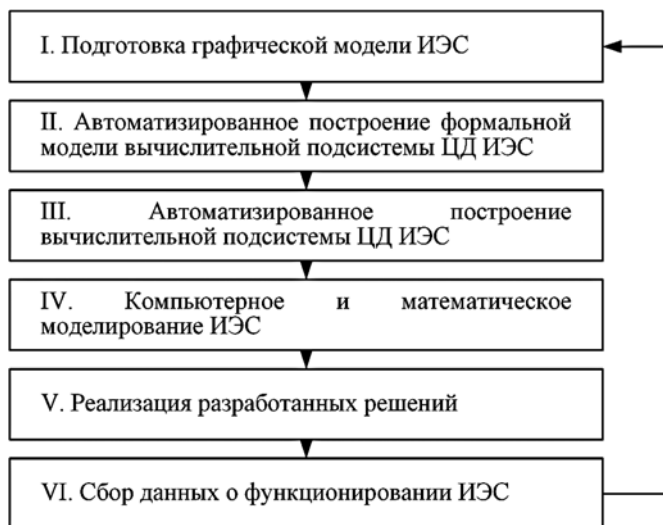 I. Подготовка графической модели ИЭС
II. Автоматизированное построение формальной
модели вычислительной подсистемы ЦД ИЭС
III. Автоматизированное построение
вычислительной подсистемы ЦД ИЭС
IV. Компьютерное и математическое
моделирование ИЭС
V. Реализация разработанных решений
VI. Сбор данных о функционировании ИЭС